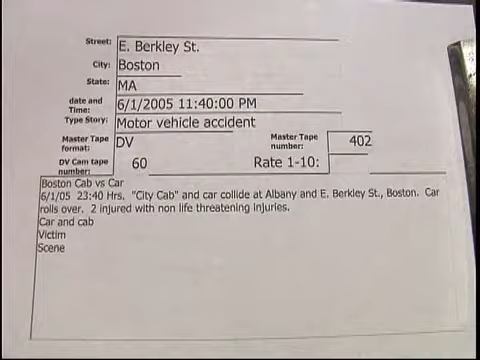 Street: E. Berkley St.
City: Boston
State: MA
date and Time: 6/1/2005 11:40:00 PM
Type Story: Motor vehicle accident
Master Tape format: DV Master Tape number: 402
DV Cam tape number: 60 Rate 1-10:
Boston Cab vs Car
6/1/05 23:40 Hrs. "City Cab" and car collide at Albany and E. Berkley St., Boston. Car
rolls over. 2 injured with non life threatening injuries.
Car and cab
Victim
Scene